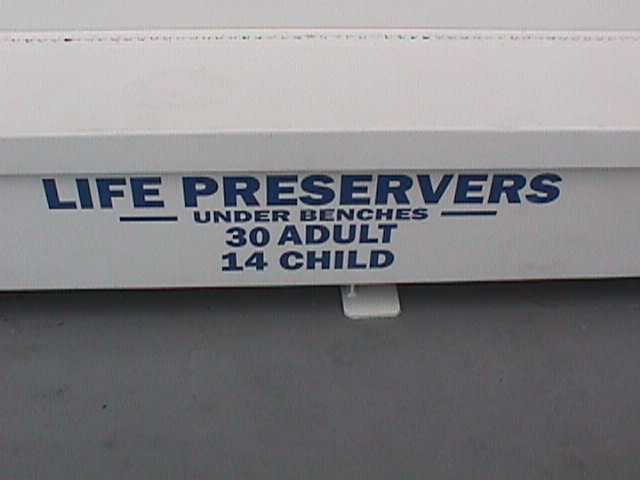 LIFE PRESERVERS
UNDER BENCHES
30 ADULT
14 CHILD